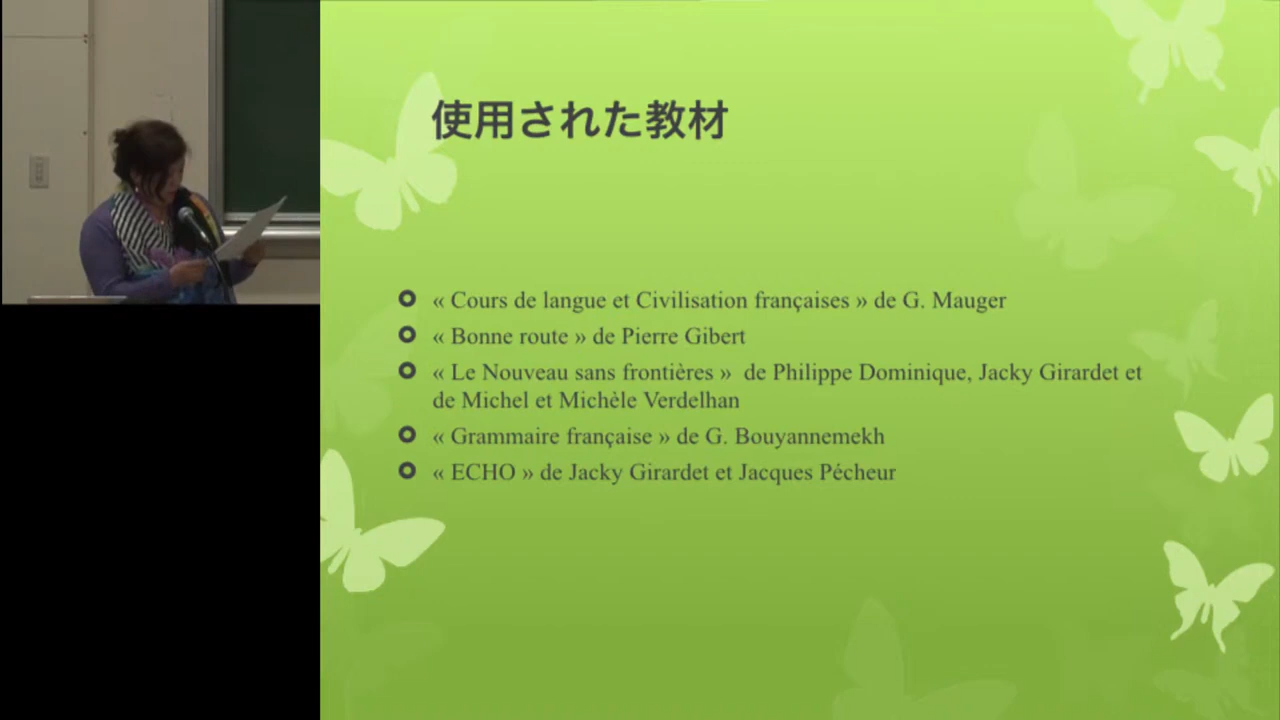 使用された教材
« Cours de langue et Civilisation françaises » de G. Mauger
« Bonne route » de Pierre Gibert
« Le Nouveau sans frontières » de Philippe Dominique, Jacky Girardet et
de Michel et Michèle Verdelhan
« Grammaire française » de G. Bouyannemekh
« ECHO » de Jacky Girardet et Jacques Pécheur